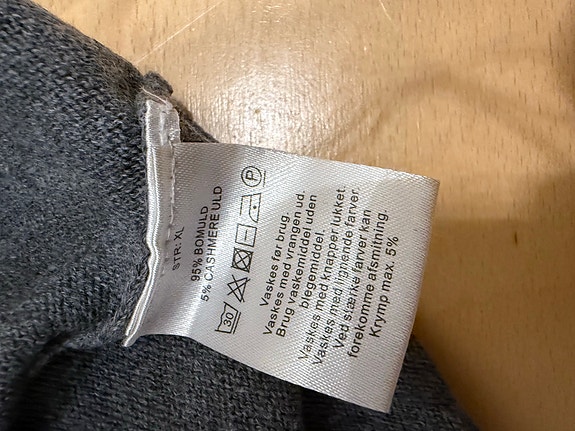 STR: XL
95% BOMULD
5% CASHMERE ULD
30
P
Vaskes før brug.
Vaskes med vrangen ud.
Brug vaskemiddel uden
blegemiddel.
Vaskes med knapper lukket.
Vaskes med lignende farver.
Ved stærke farver kan
forekomme afsmitning.
Krymp max. 5%